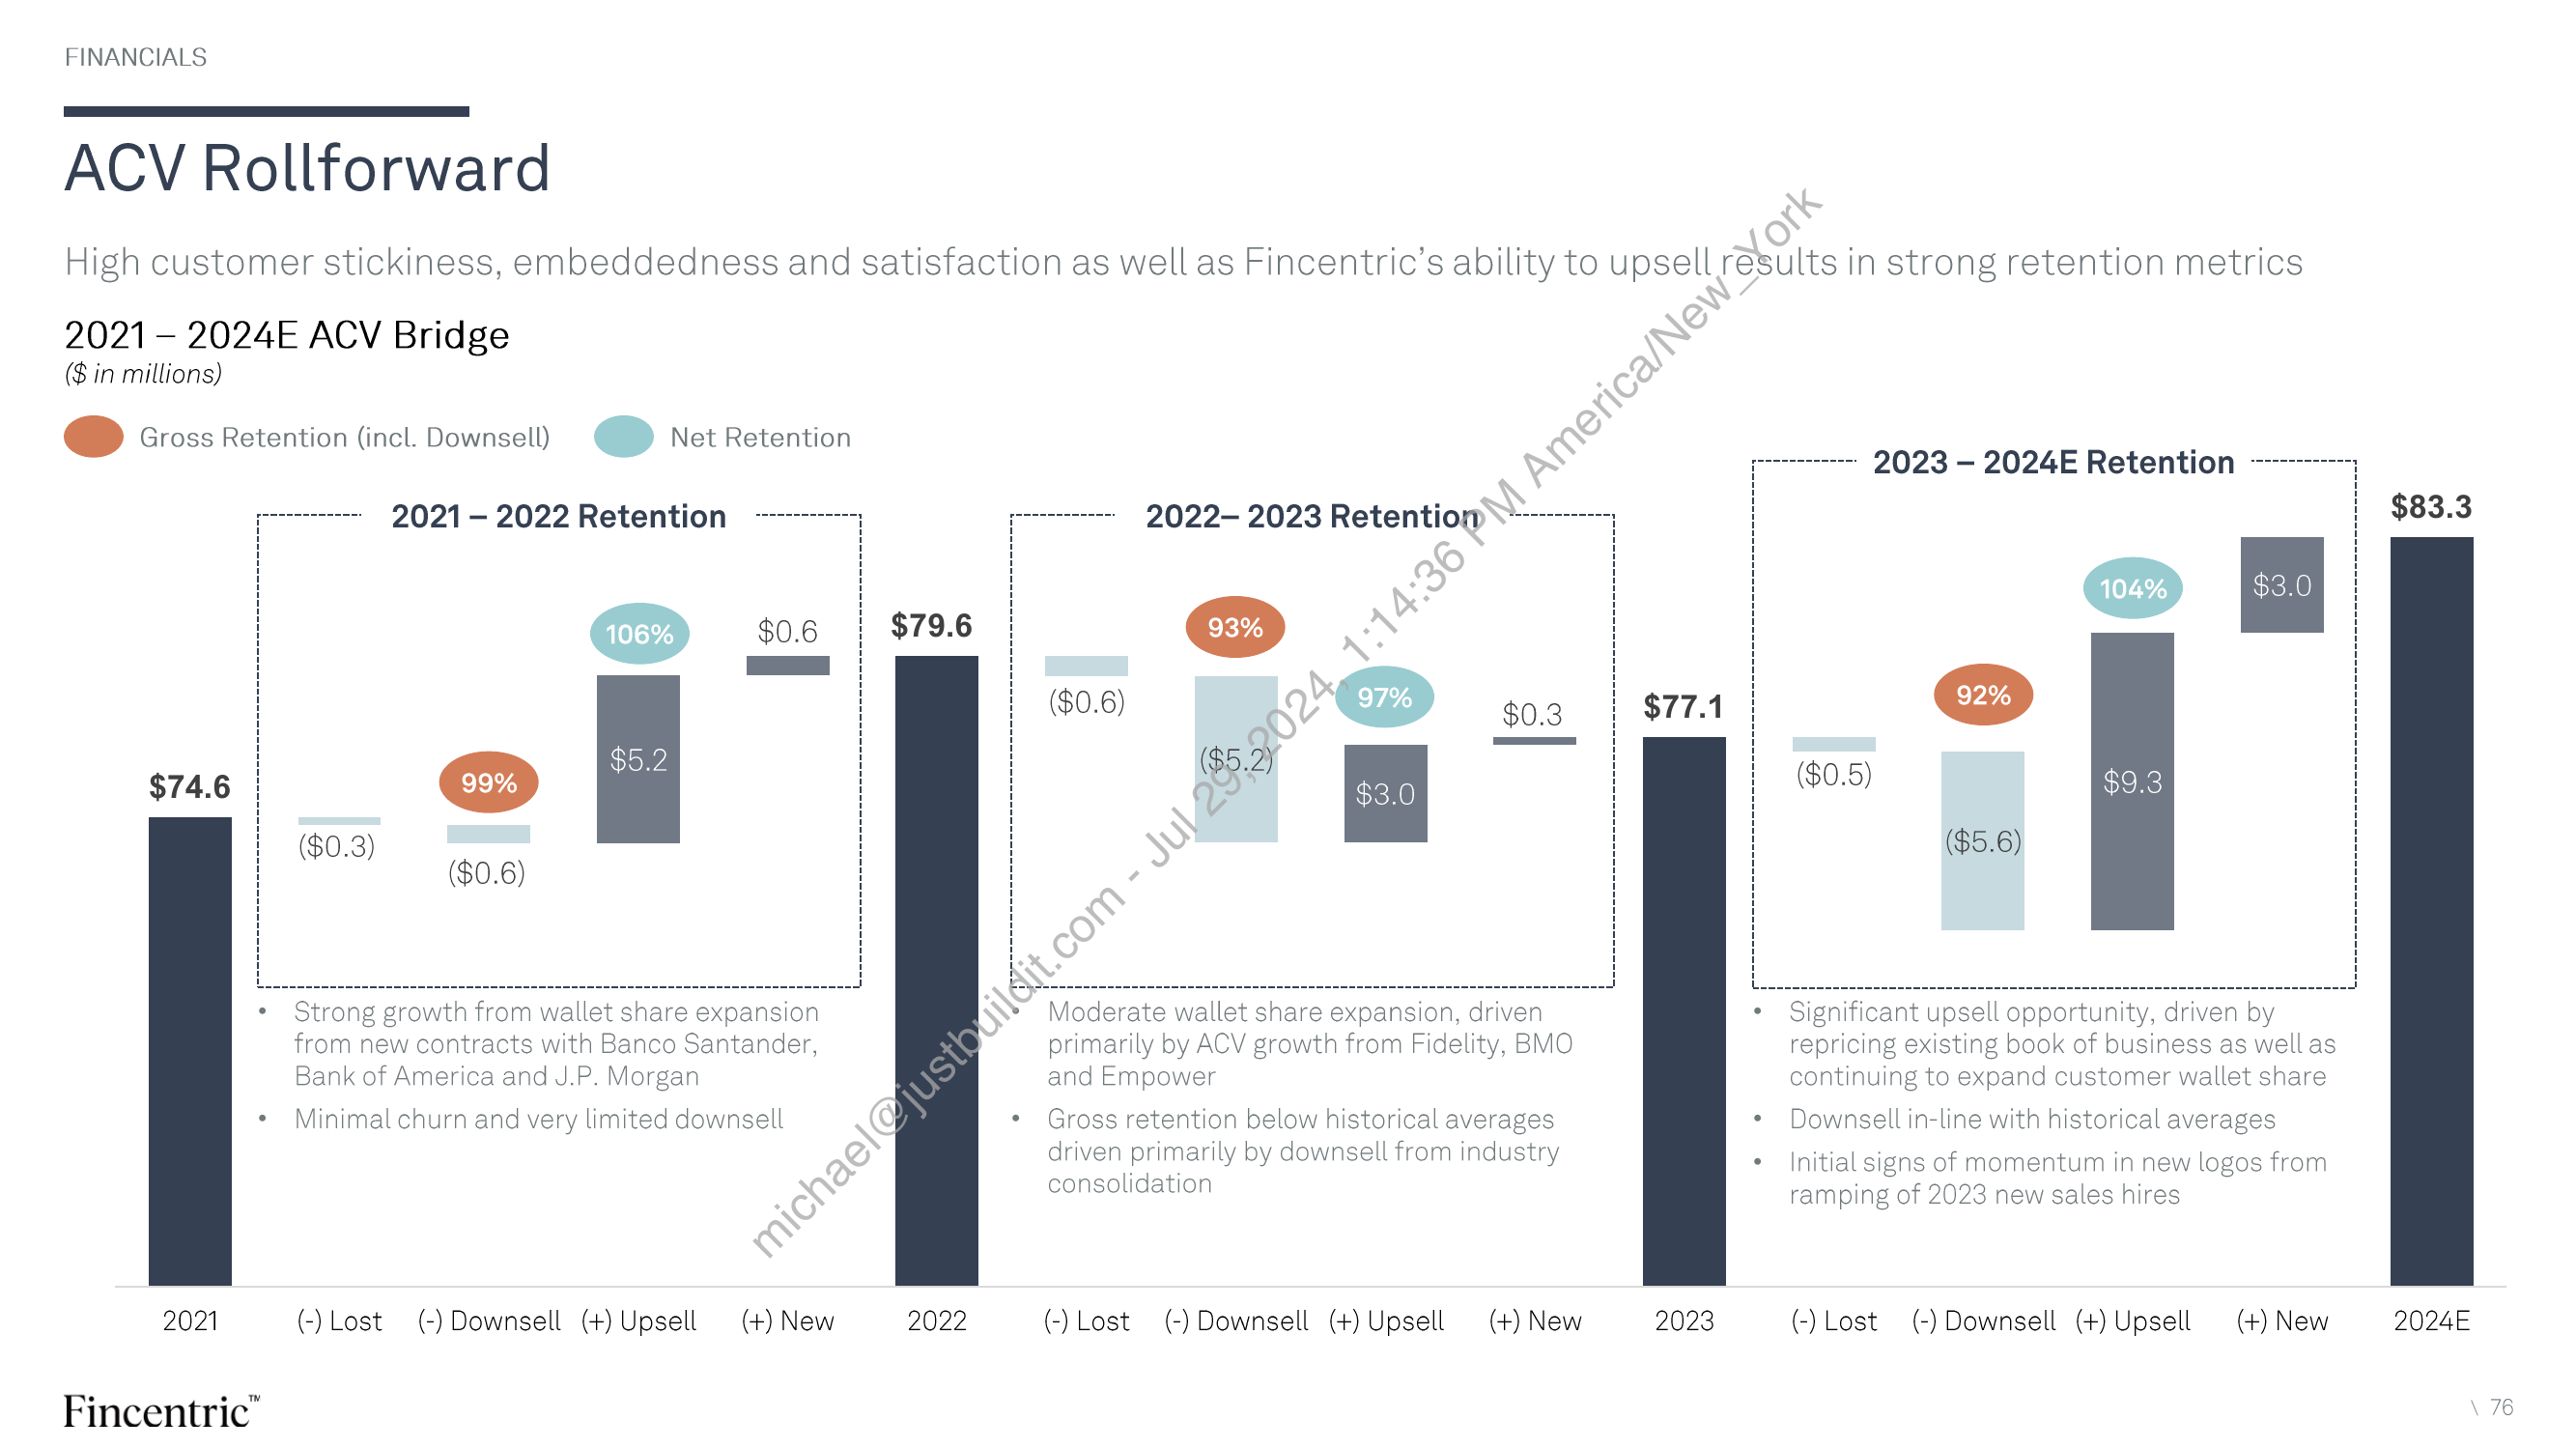 FINANCIALS
ACV Rollforward
High customer stickiness, embeddedness and satisfaction as well as Fincentric's ability to upsell results in strong retention metrics
2021 – 2024E ACV Bridge
($ in millions)
Gross Retention (incl. Downsell)
Net Retention
2021 – 2022 Retention
2022– 2023 Retention
2023 – 2024E Retention
$74.6
($0.3)
99%
($0.6)
106%
$5.2
$0.6
$79.6
($0.6)
93%
($5.2)
97%
$3.0
$0.3
$77.1
($0.5)
92%
($5.6)
104%
$9.3
$3.0
$83.3
• Strong growth from wallet share expansion
from new contracts with Banco Santander,
Bank of America and J.P. Morgan
• Minimal churn and very limited downsell
• Moderate wallet share expansion, driven
primarily by ACV growth from Fidelity, BMO
and Empower
• Gross retention below historical averages
driven primarily by downsell from industry
consolidation
• Significant upsell opportunity, driven by
repricing existing book of business as well as
continuing to expand customer wallet share
• Downsell in-line with historical averages
• Initial signs of momentum in new logos from
ramping of 2023 new sales hires
2021 (-) Lost (-) Downsell (+) Upsell (+) New 2022 (-) Lost (-) Downsell (+) Upsell (+) New 2023 (-) Lost (-) Downsell (+) Upsell (+) New 2024E
michael@justbuildit.com - Jul 29, 2024, 1:14:36 PM America/New_York
Fincentric™
\ 76